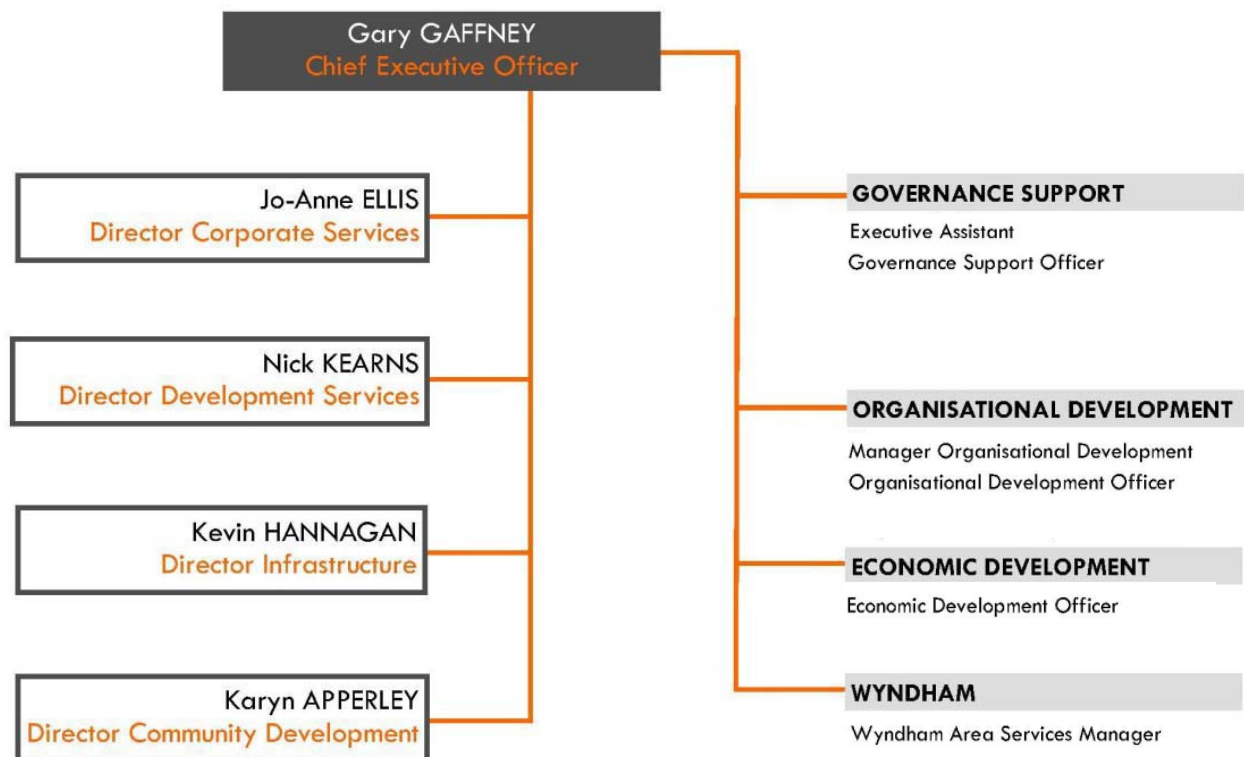 Gary GAFFNEY
Chief Executive Officer
Jo-Anne ELLIS
Director Corporate Services
Nick KEARNS
Director Development Services
Kevin HANNAGAN
Director Infrastructure
Karyn APPERLEY
Director Community Development
GOVERNANCE SUPPORT
Executive Assistant
Governance Support Officer
ORGANISATIONAL DEVELOPMENT
Manager Organisational Development
Organisational Development Officer
ECONOMIC DEVELOPMENT
Economic Development Officer
WYNDHAM
Wyndham Area Services Manager